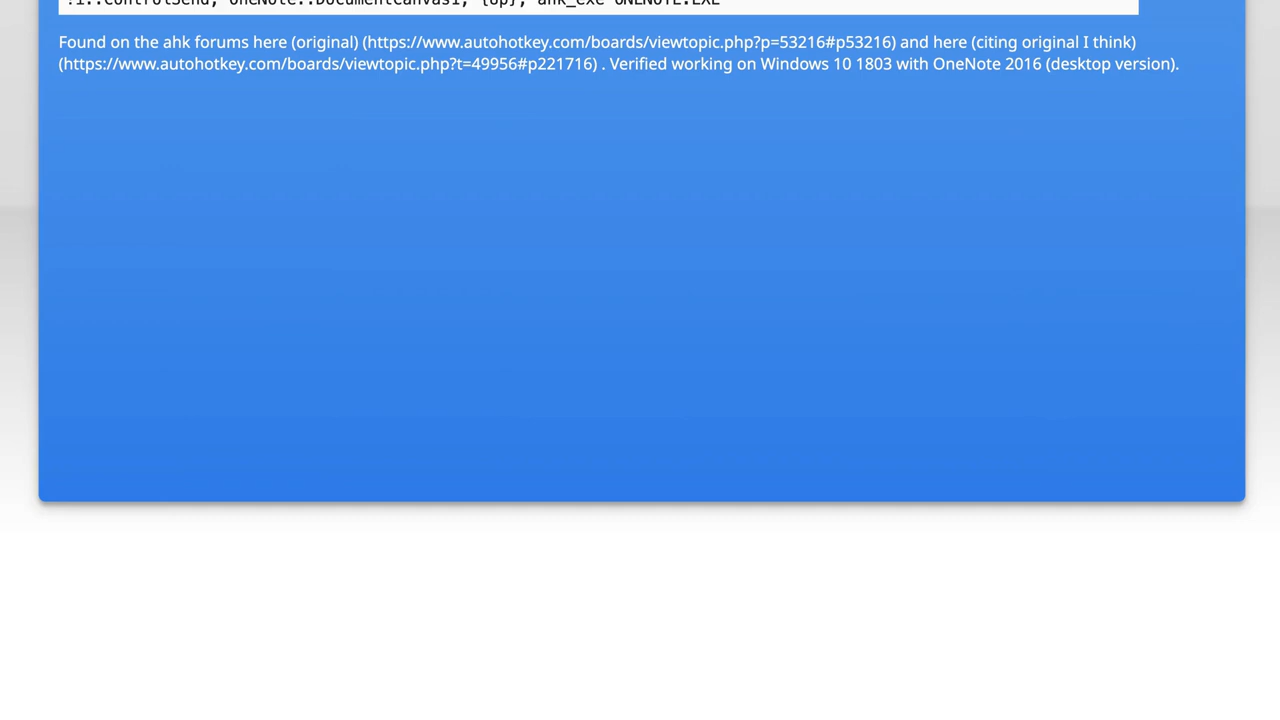 Found on the ahk forums here (original) (https://www.autohotkey.com/boards/viewtopic.php?p=53216#p53216) and here (citing original I think)
(https://www.autohotkey.com/boards/viewtopic.php?t=49956#p221716) . Verified working on Windows 10 1803 with OneNote 2016 (desktop version).